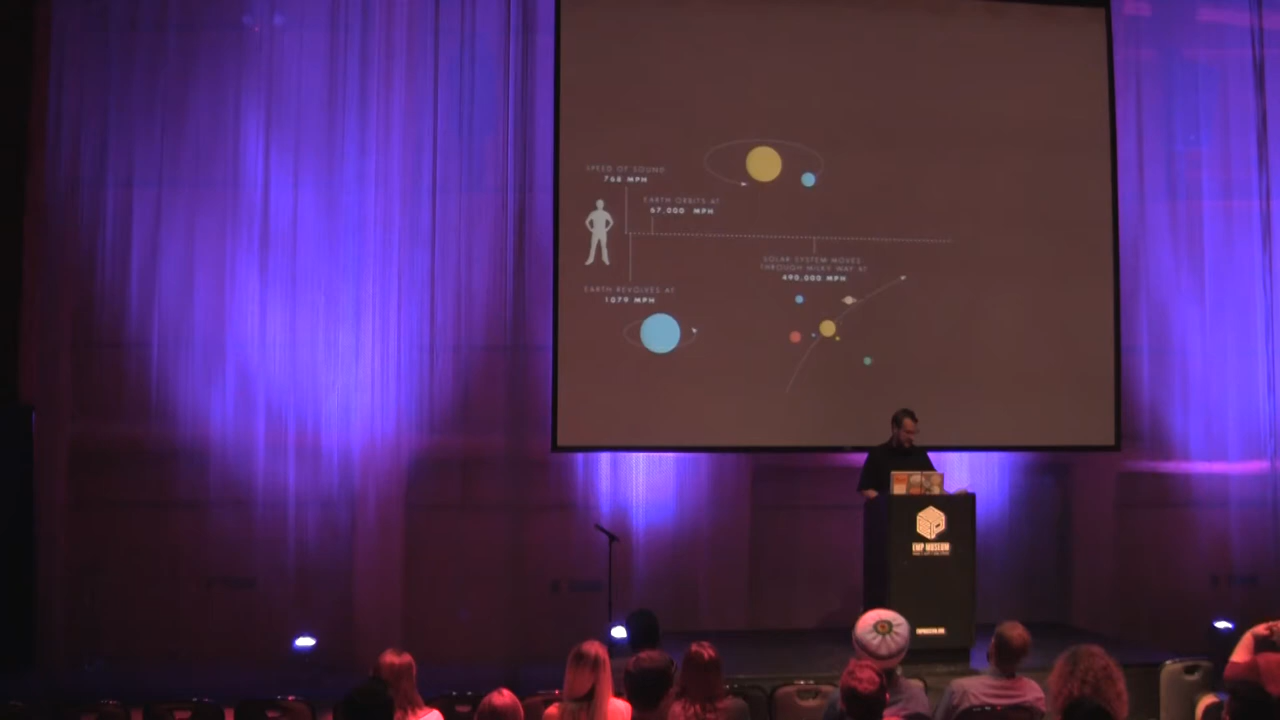 SPEED OF SOUND
768 MPH
EARTH ORBITS AT
67,000 MPH
SOLAR SYSTEM MOVES
THROUGH MILKY WAY AT
490,000 MPH
EARTH REVOLVES AT
1079 MPH
EMP MUSEUM